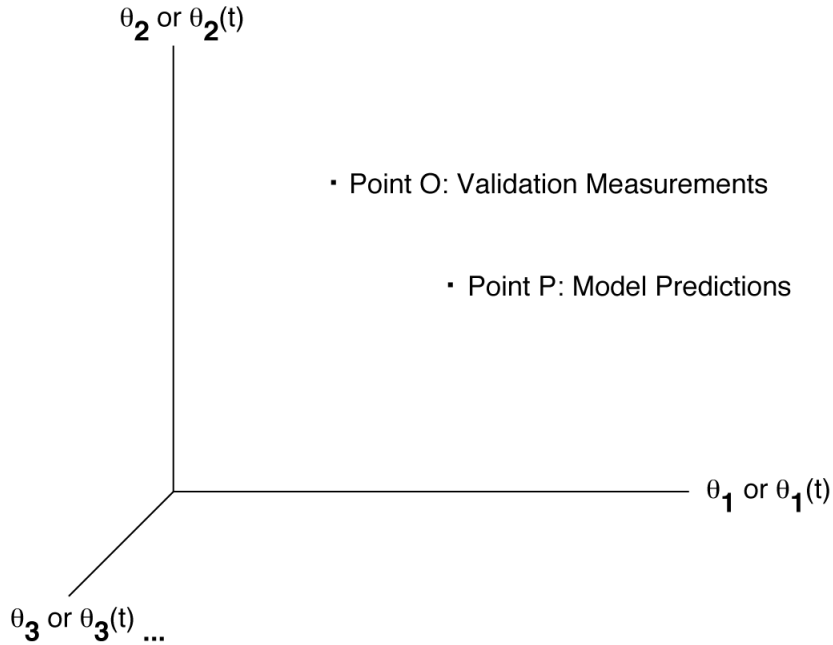 θ2 or θ2(t)
· Point O: Validation Measurements
· Point P: Model Predictions
θ1 or θ1(t)
θ3 or θ3(t) ...